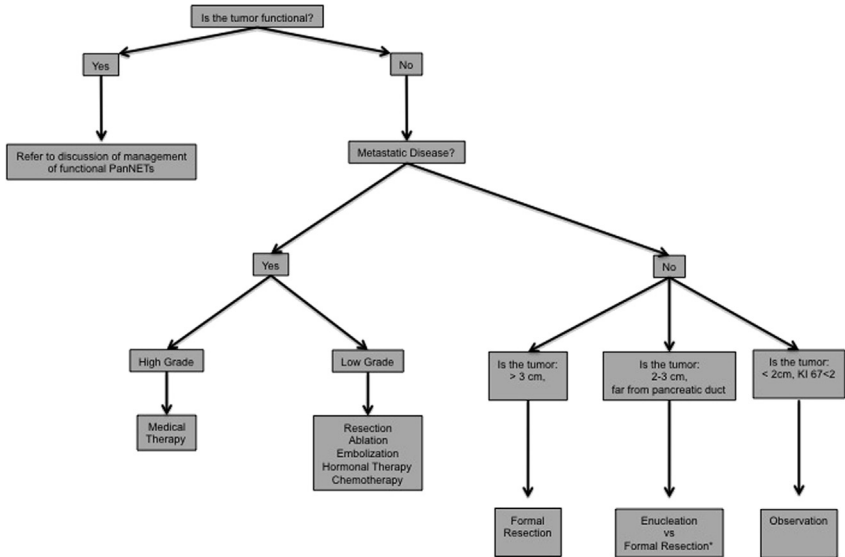 Is the tumor functional?
Yes
No
Refer to discussion of management
of functional PanNETs
Metastatic Disease?
Yes
No
High Grade
Low Grade
Is the tumor:
> 3 cm,
Is the tumor:
2-3 cm,
far from pancreatic duct
Is the tumor:
< 2cm, KI 67<2
Medical
Therapy
Resection
Ablation
Embolization
Hormonal Therapy
Chemotherapy
Formal
Resection
Enucleation
vs
Formal Resection*
Observation